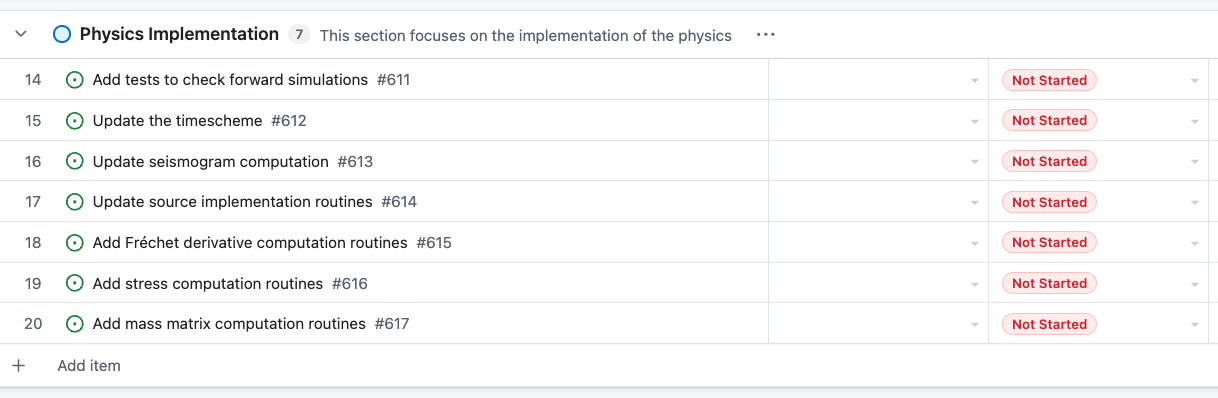 Physics Implementation 7 This section focuses on the implementation of the physics ...
14 Add tests to check forward simulations #611 Not Started
15 Update the timescheme #612 Not Started
16 Update seismogram computation #613 Not Started
17 Update source implementation routines #614 Not Started
18 Add Fréchet derivative computation routines #615 Not Started
19 Add stress computation routines #616 Not Started
20 Add mass matrix computation routines #617 Not Started
+ Add item